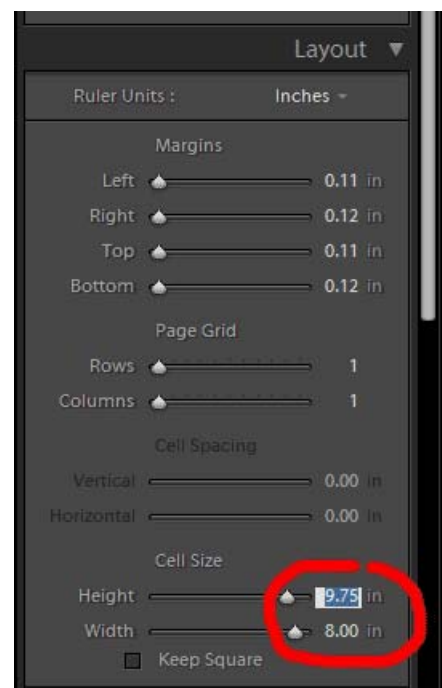 Layout
Ruler Units : Inches
Margins
Left 0.11 in
Right 0.12 in
Top 0.11 in
Bottom 0.12 in
Page Grid
Rows 1
Columns 1
Cell Spacing
Vertical 0.00 in
Horizontal 0.00 in
Cell Size
Height 9.75 in
Width 8.00 in
Keep Square